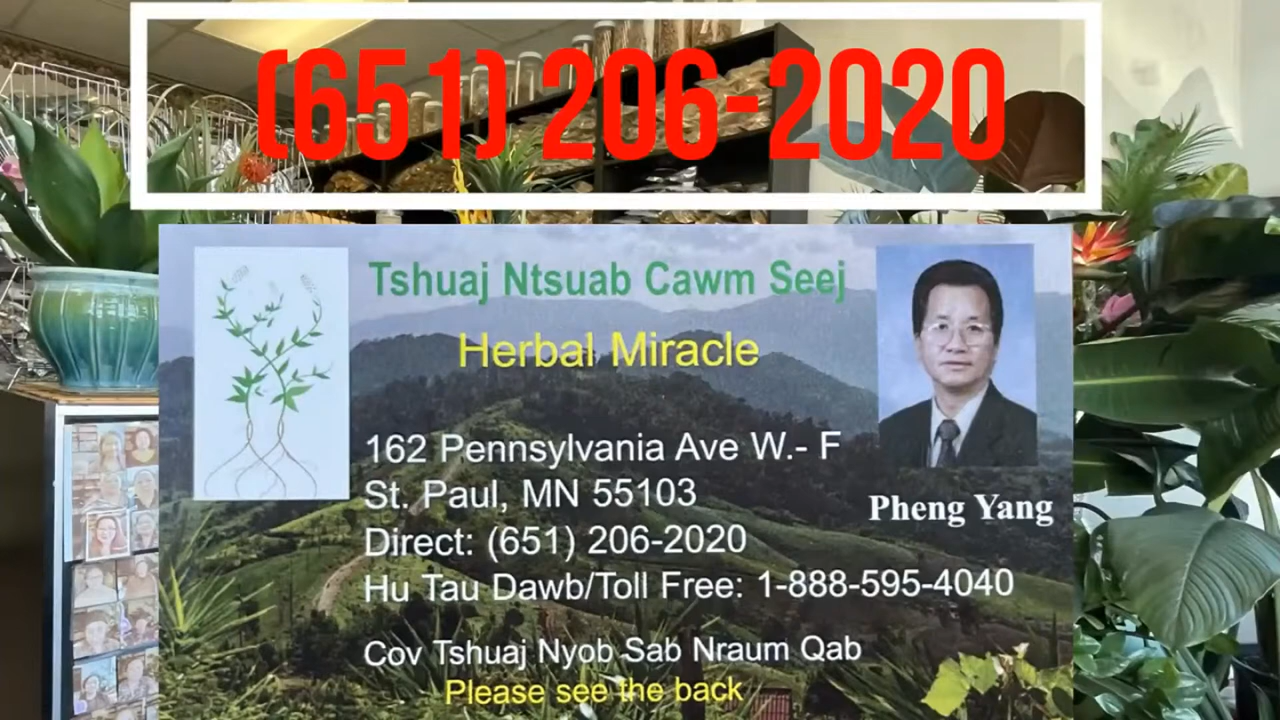 (651) 206-2020
Tshuaj Ntsuab Cawm Seej
Herbal Miracle
162 Pennsylvania Ave W.- F
St. Paul, MN 55103
Direct: (651) 206-2020
Pheng Yang
Hu Tau Dawb/Toll Free: 1-888-595-4040
Cov Tshuaj Nyob Sab Nraum Qab
Please see the back